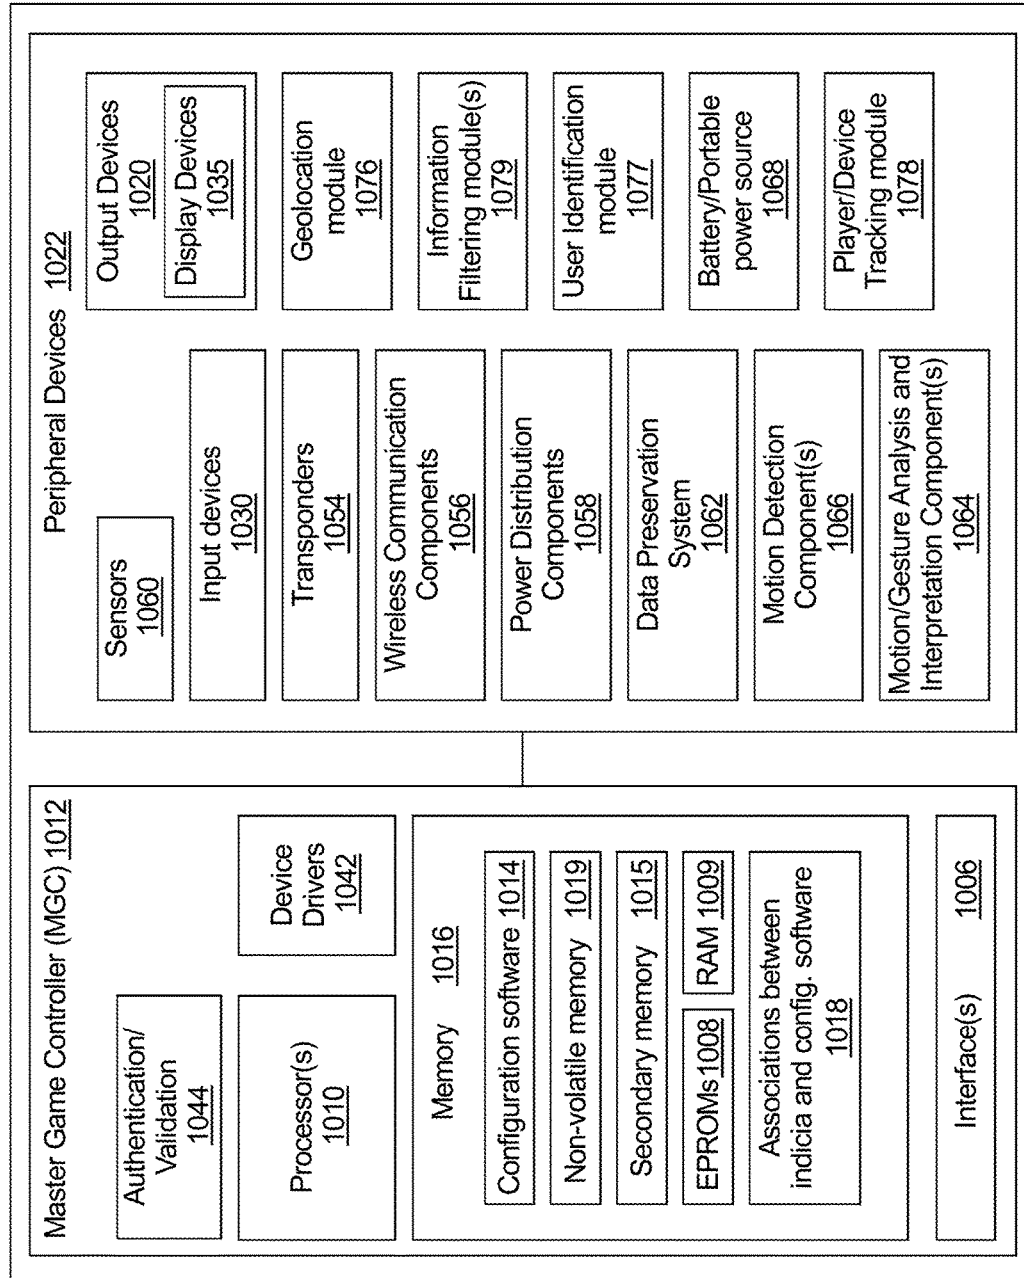 Master Game Controller (MGC) 1012
Authentication/
Validation
1044
Processor(s)
1010
Device
Drivers
1042
Memory 1016
Configuration software 1014
Non-volatile memory 1019
Secondary memory 1015
EPROMs1008
RAM 1009
Associations between
indicia and config. software
1018
Interface(s) 1006
Peripheral Devices 1022
Sensors
1060
Input devices
1030
Transponders
1054
Wireless Communication
Components
1056
Power Distribution
Components
1058
Data Preservation
System
1062
Motion Detection
Component(s)
1066
Motion/Gesture Analysis and
Interpretation Component(s)
1064
Output Devices
1020
Display Devices
1035
Geolocation
module
1076
Information
Filtering module(s)
1079
User Identification
module
1077
Battery/Portable
power source
1068
Player/Device
Tracking module
1078